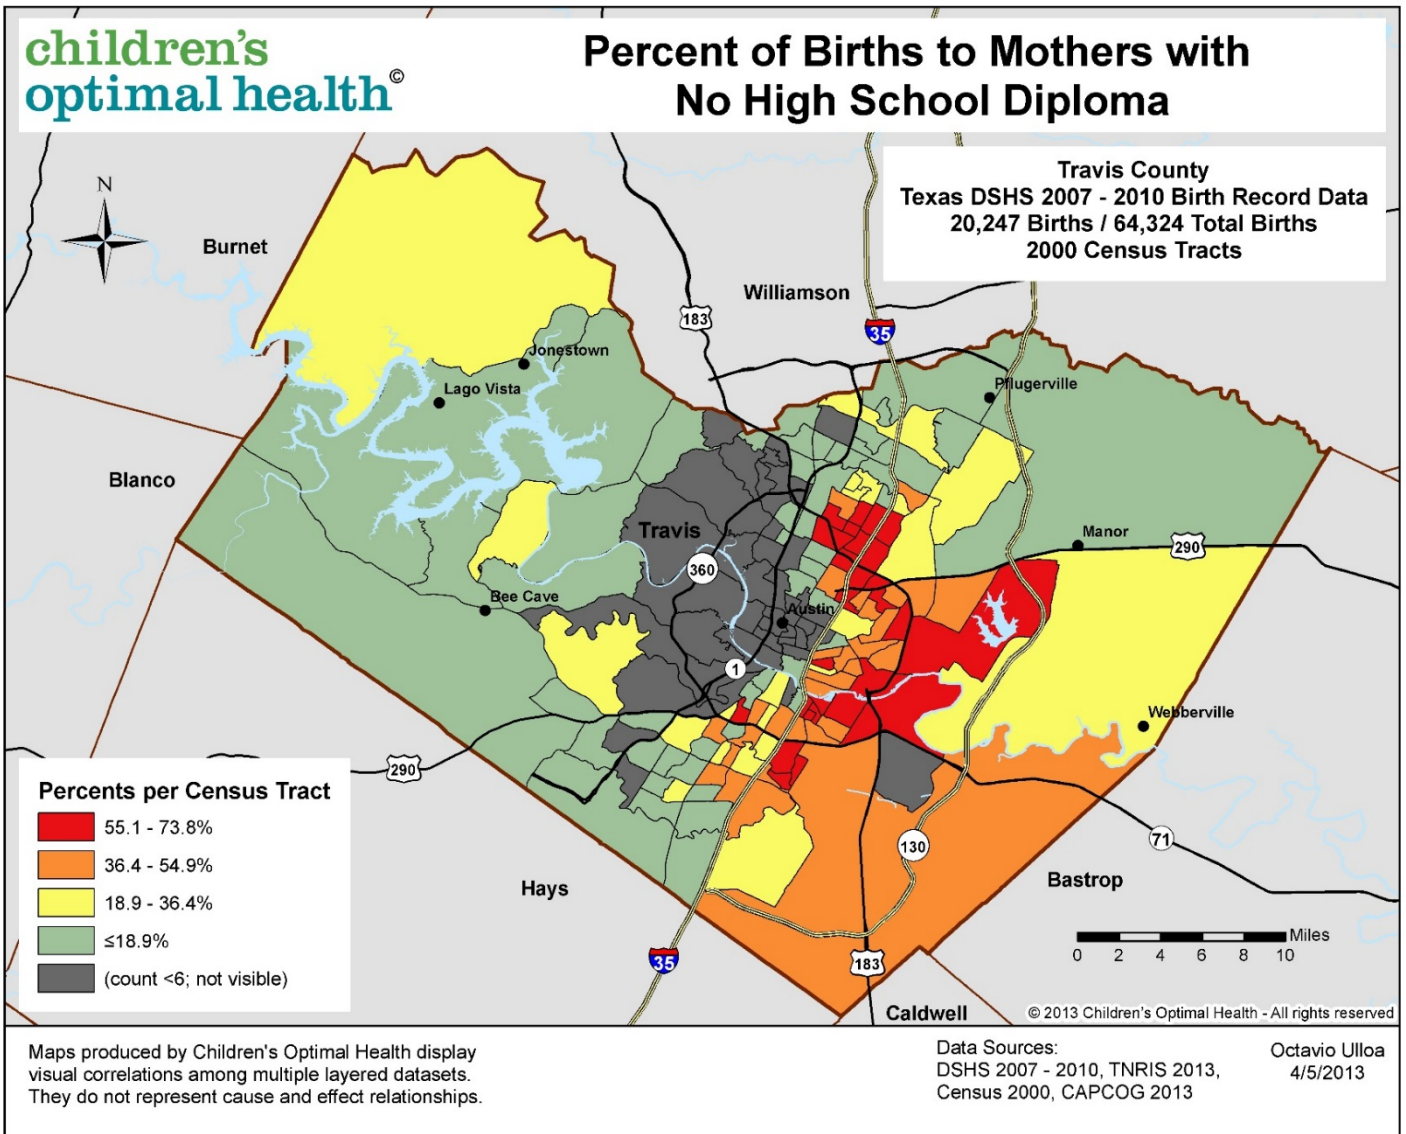 children's
optimal health©
Percent of Births to Mothers with
No High School Diploma
Travis County
Texas DSHS 2007 - 2010 Birth Record Data
20,247 Births / 64,324 Total Births
2000 Census Tracts
N
Burnet
Williamson
183
35
Jonestown
Lago Vista
Pflugerville
Blanco
Travis
Manor
290
360
Bee Cave
Austin
1
Webberville
290
Percents per Census Tract
55.1 - 73.8%
36.4 - 54.9%
18.9 - 36.4%
≤18.9%
(count <6; not visible)
130
71
Hays
Bastrop
35
183
Miles
0 2 4 6 8 10
Caldwell
© 2013 Children's Optimal Health - All rights reserved
Maps produced by Children's Optimal Health display
visual correlations among multiple layered datasets.
They do not represent cause and effect relationships.
Data Sources:
DSHS 2007 - 2010, TNRIS 2013,
Census 2000, CAPCOG 2013
Octavio Ulloa
4/5/2013